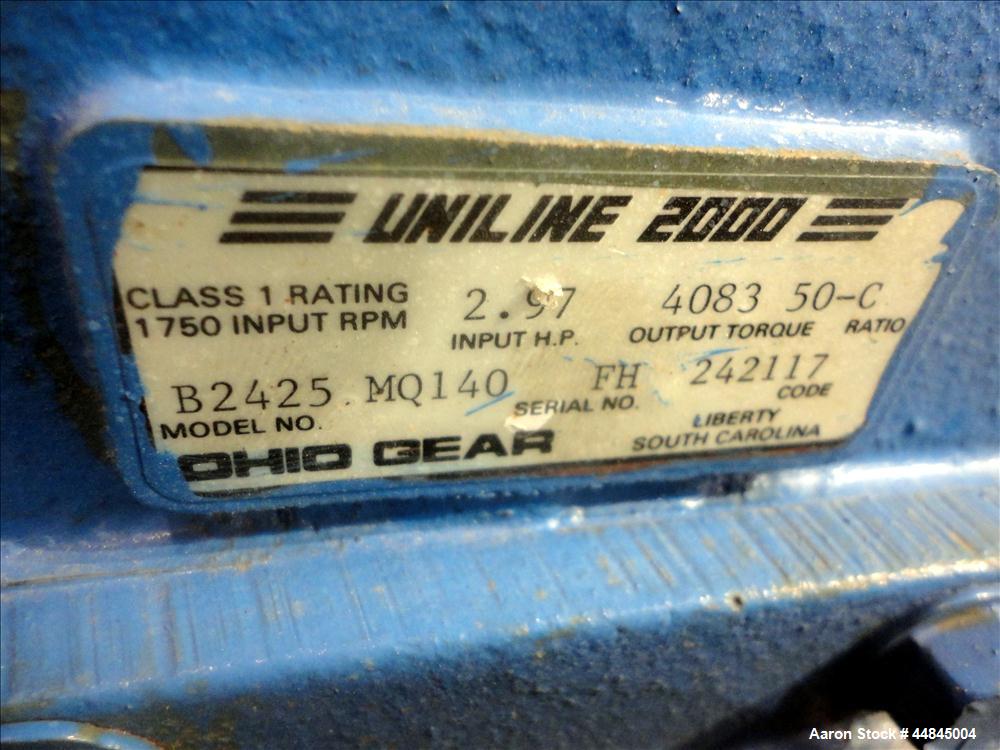 UNILINE 2000
CLASS 1 RATING 2.97 4083 50-C
1750 INPUT RPM INPUT H.P. OUTPUT TORQUE RATIO
B2425 MQ140 FH 242117
MODEL NO. SERIAL NO. CODE
OHIO GEAR LIBERTY
SOUTH CAROLINA
Aaron Stock # 44845004